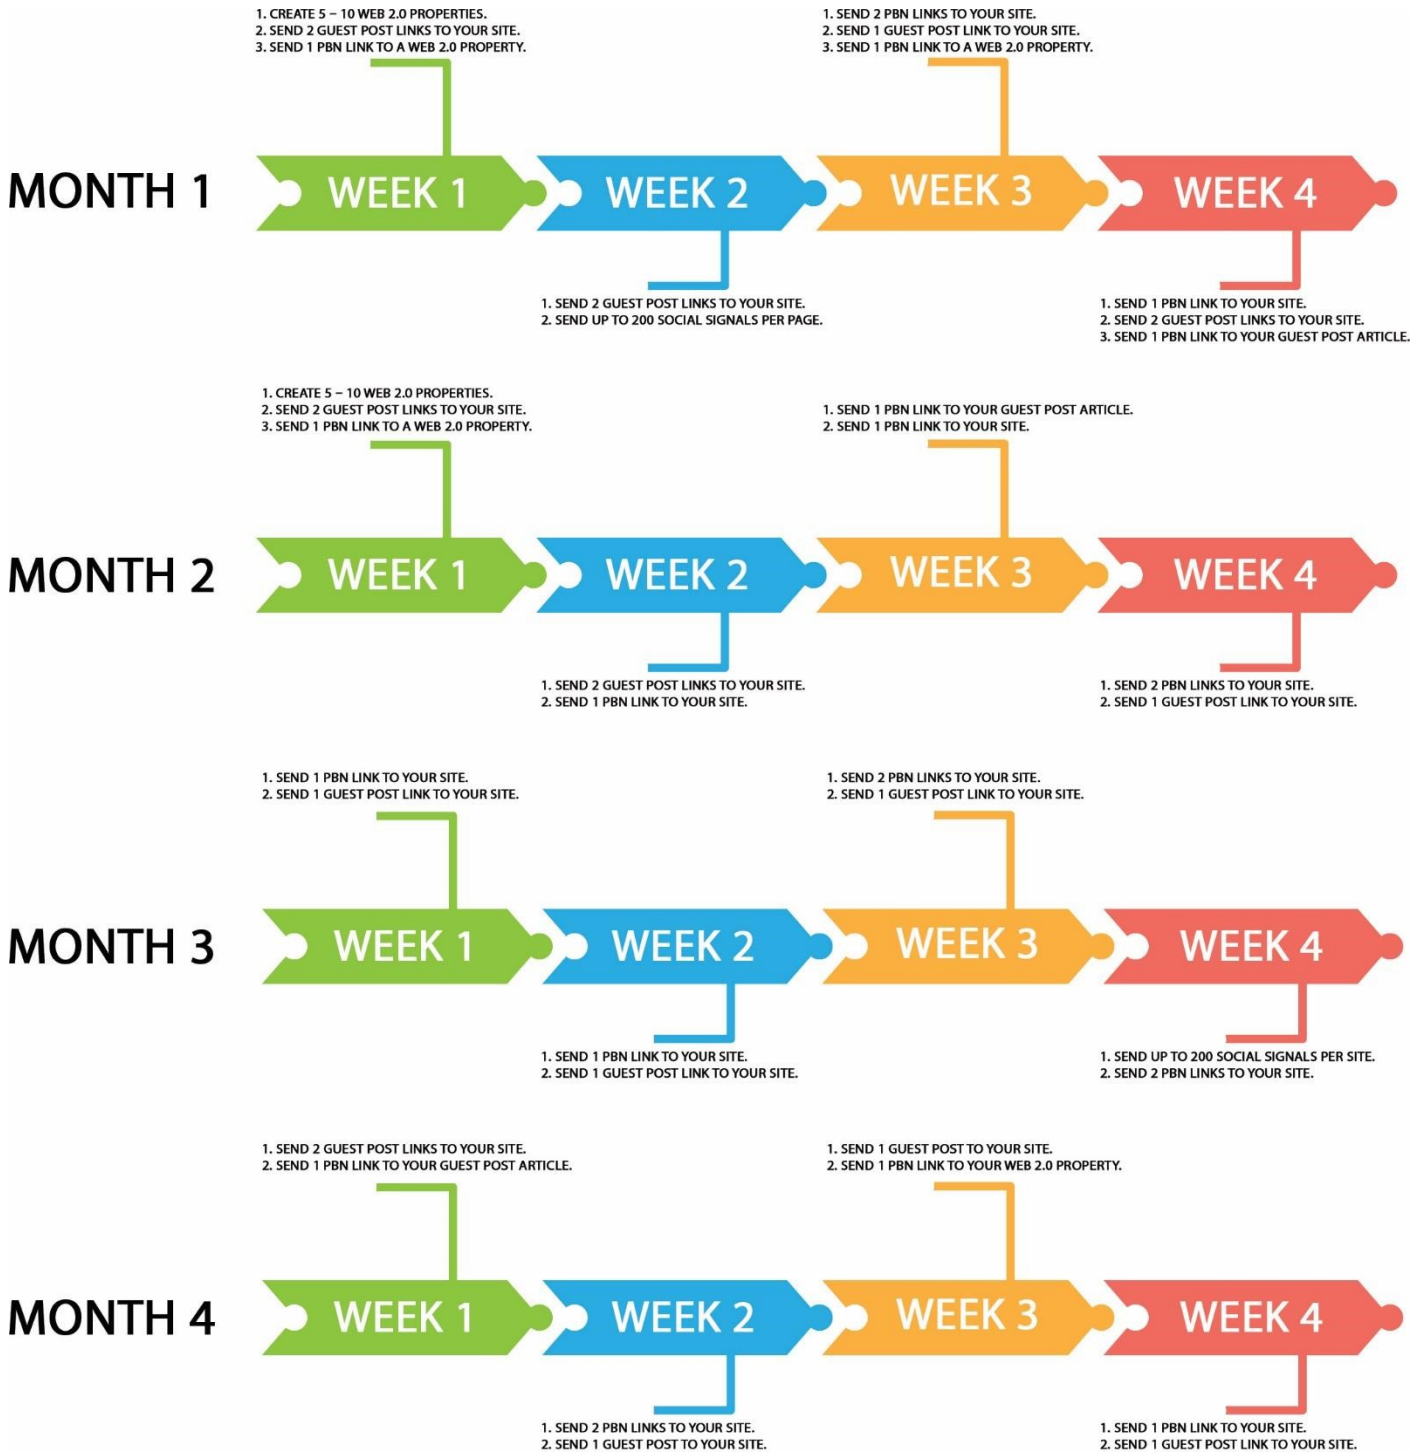 1. CREATE 5 – 10 WEB 2.0 PROPERTIES.
2. SEND 2 GUEST POST LINKS TO YOUR SITE.
3. SEND 1 PBN LINK TO A WEB 2.0 PROPERTY.
1. SEND 2 PBN LINKS TO YOUR SITE.
2. SEND 1 GUEST POST LINK TO YOUR SITE.
3. SEND 1 PBN LINK TO A WEB 2.0 PROPERTY.
MONTH 1
WEEK 1
WEEK 2
WEEK 3
WEEK 4
1. SEND 2 GUEST POST LINKS TO YOUR SITE.
2. SEND UP TO 200 SOCIAL SIGNALS PER PAGE.
1. SEND 1 PBN LINK TO YOUR SITE.
2. SEND 2 GUEST POST LINKS TO YOUR SITE.
3. SEND 1 PBN LINK TO YOUR GUEST POST ARTICLE.
1. CREATE 5 – 10 WEB 2.0 PROPERTIES.
2. SEND 2 GUEST POST LINKS TO YOUR SITE.
3. SEND 1 PBN LINK TO A WEB 2.0 PROPERTY.
1. SEND 1 PBN LINK TO YOUR GUEST POST ARTICLE.
2. SEND 1 PBN LINK TO YOUR SITE.
MONTH 2
WEEK 1
WEEK 2
WEEK 3
WEEK 4
1. SEND 2 GUEST POST LINKS TO YOUR SITE.
2. SEND 1 PBN LINK TO YOUR SITE.
1. SEND 2 PBN LINKS TO YOUR SITE.
2. SEND 1 GUEST POST LINK TO YOUR SITE.
1. SEND 1 PBN LINK TO YOUR SITE.
2. SEND 1 GUEST POST LINK TO YOUR SITE.
1. SEND 2 PBN LINKS TO YOUR SITE.
2. SEND 1 GUEST POST LINK TO YOUR SITE.
MONTH 3
WEEK 1
WEEK 2
WEEK 3
WEEK 4
1. SEND 1 PBN LINK TO YOUR SITE.
2. SEND 1 GUEST POST LINK TO YOUR SITE.
1. SEND UP TO 200 SOCIAL SIGNALS PER SITE.
2. SEND 2 PBN LINKS TO YOUR SITE.
1. SEND 2 GUEST POST LINKS TO YOUR SITE.
2. SEND 1 PBN LINK TO YOUR GUEST POST ARTICLE.
1. SEND 1 GUEST POST TO YOUR SITE.
2. SEND 1 PBN LINK TO YOUR WEB 2.0 PROPERTY.
MONTH 4
WEEK 1
WEEK 2
WEEK 3
WEEK 4
1. SEND 2 PBN LINKS TO YOUR SITE.
2. SEND 1 GUEST POST TO YOUR SITE.
1. SEND 1 PBN LINK TO YOUR SITE.
2. SEND 1 GUEST POST LINK TO YOUR SITE.